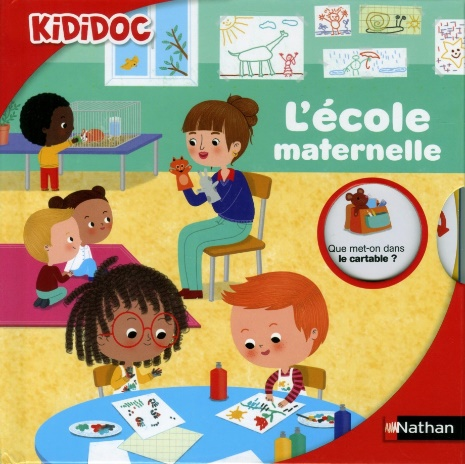 KiDiDOC
L'école
maternelle
Que met-on dans
le cartable ?
Nathan